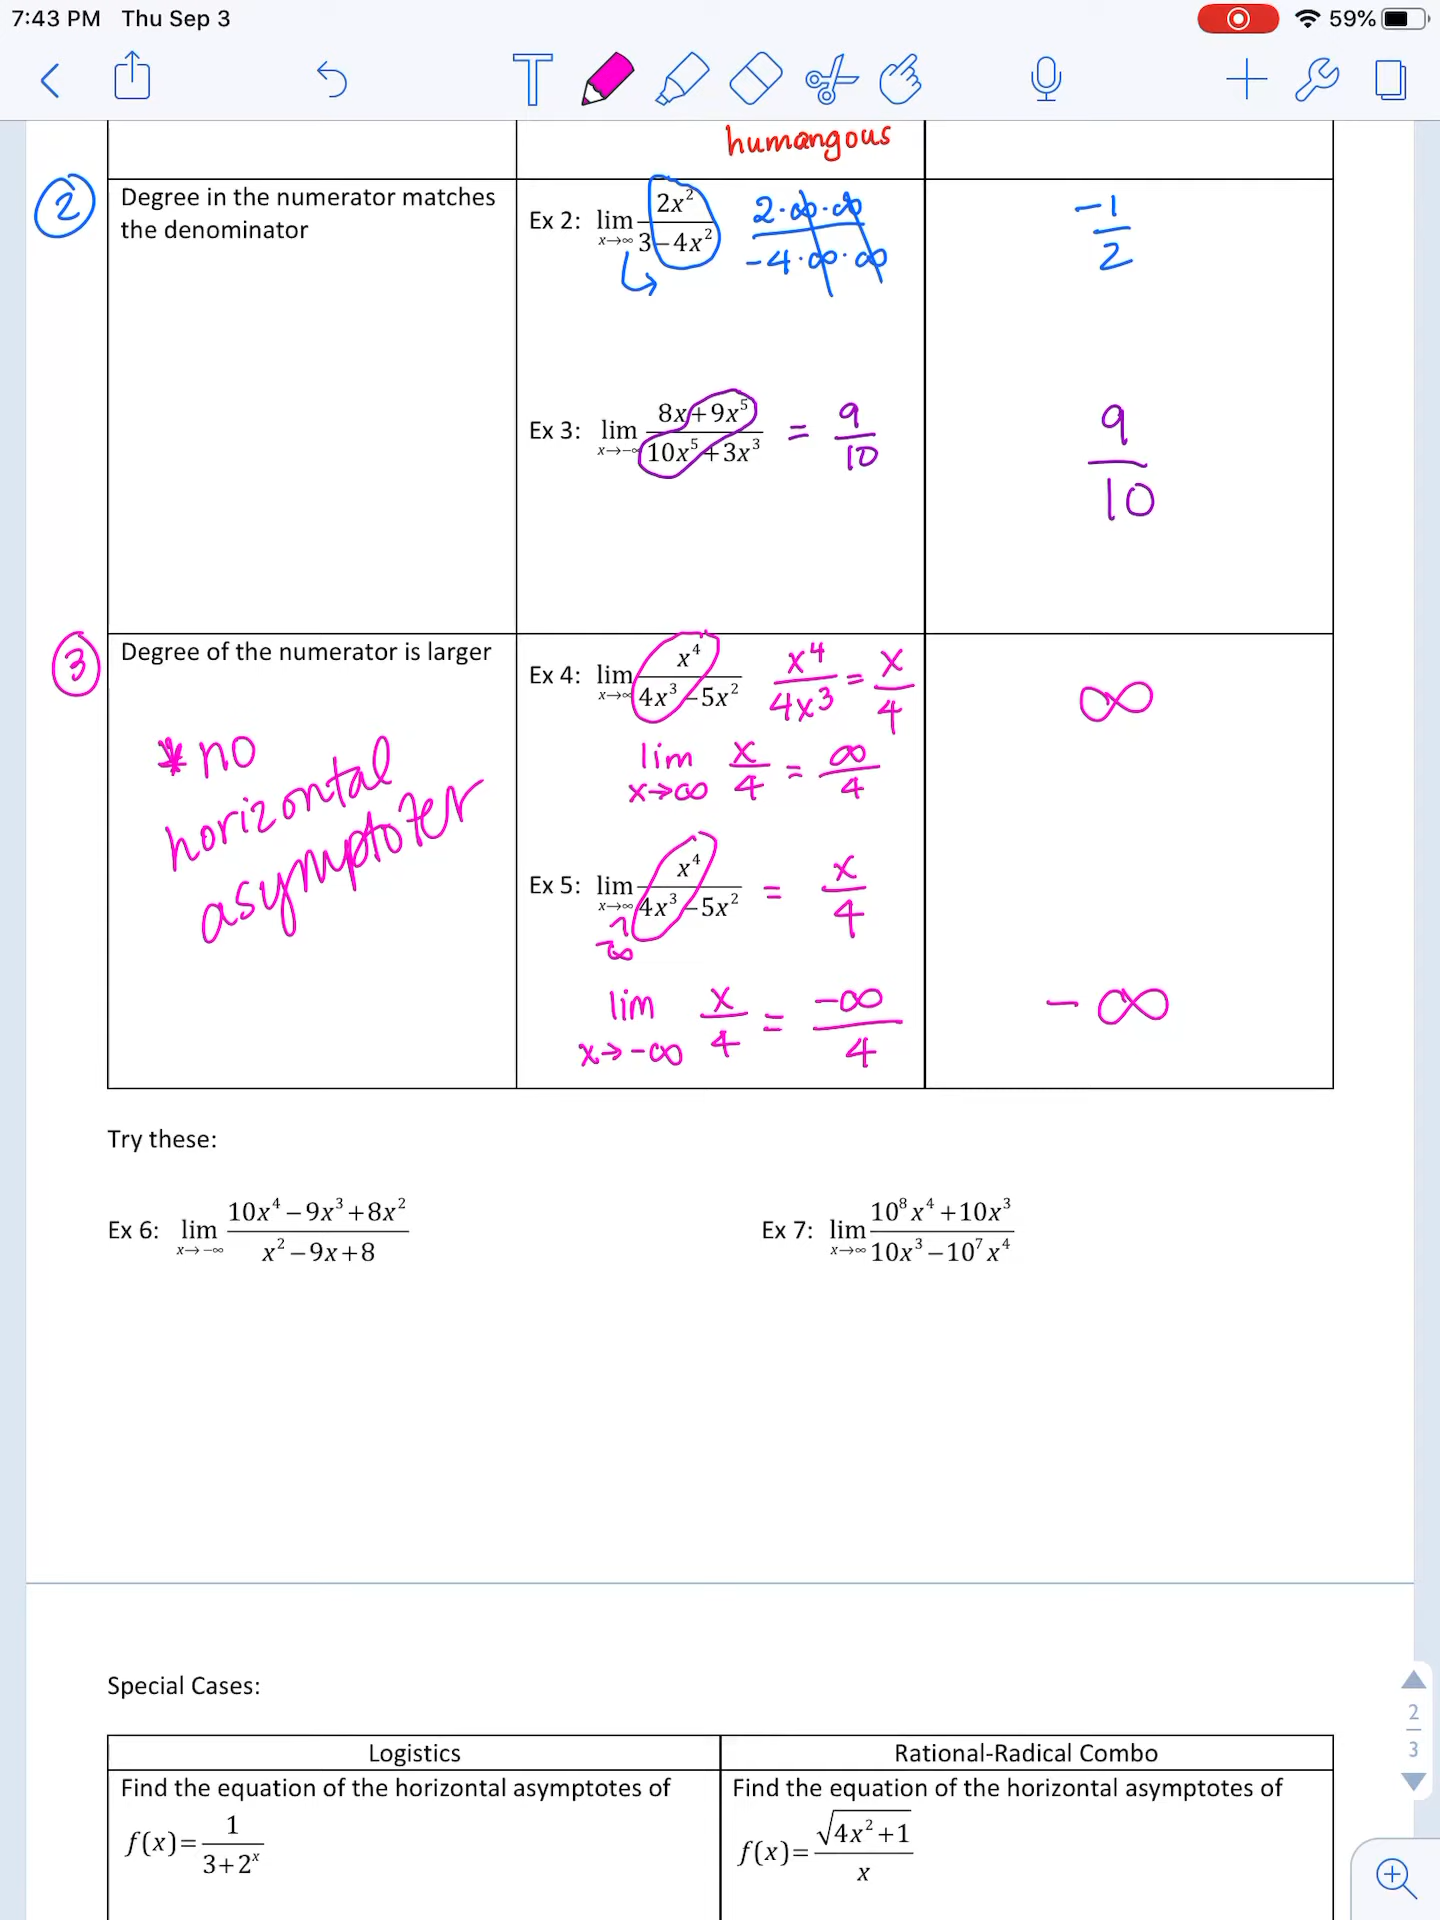 7:43 PM Thu Sep 3
59%
humangous
2
Degree in the numerator matches
the denominator
Ex 2: lim x→∞ 2x² / 3−4x²
2·∞·∞ / −4·∞·∞
−1/2
Ex 3: lim x→−∞ 8x+9x⁵ / 10x⁵+3x³ = 9/10
9/10
3
Degree of the numerator is larger
*no
horizontal
asymptoter
Ex 4: lim x→∞ x⁴ / 4x³−5x²
x⁴/4x³ = x/4
∞
lim x→∞ x/4 = ∞/4
Ex 5: lim x→∞ x⁴ / 4x³−5x² = x/4
−∞
lim x→−∞ x/4 = −∞/4
−∞
Try these:
Ex 6: lim x→−∞ 10x⁴−9x³+8x² / x²−9x+8
Ex 7: lim x→∞ 10⁸x⁴+10x³ / 10x³−10⁷x⁴
Special Cases:
2
3
Logistics
Rational-Radical Combo
Find the equation of the horizontal asymptotes of
f(x)= 1 / 3+2ˣ
Find the equation of the horizontal asymptotes of
f(x)= √4x²+1 / x